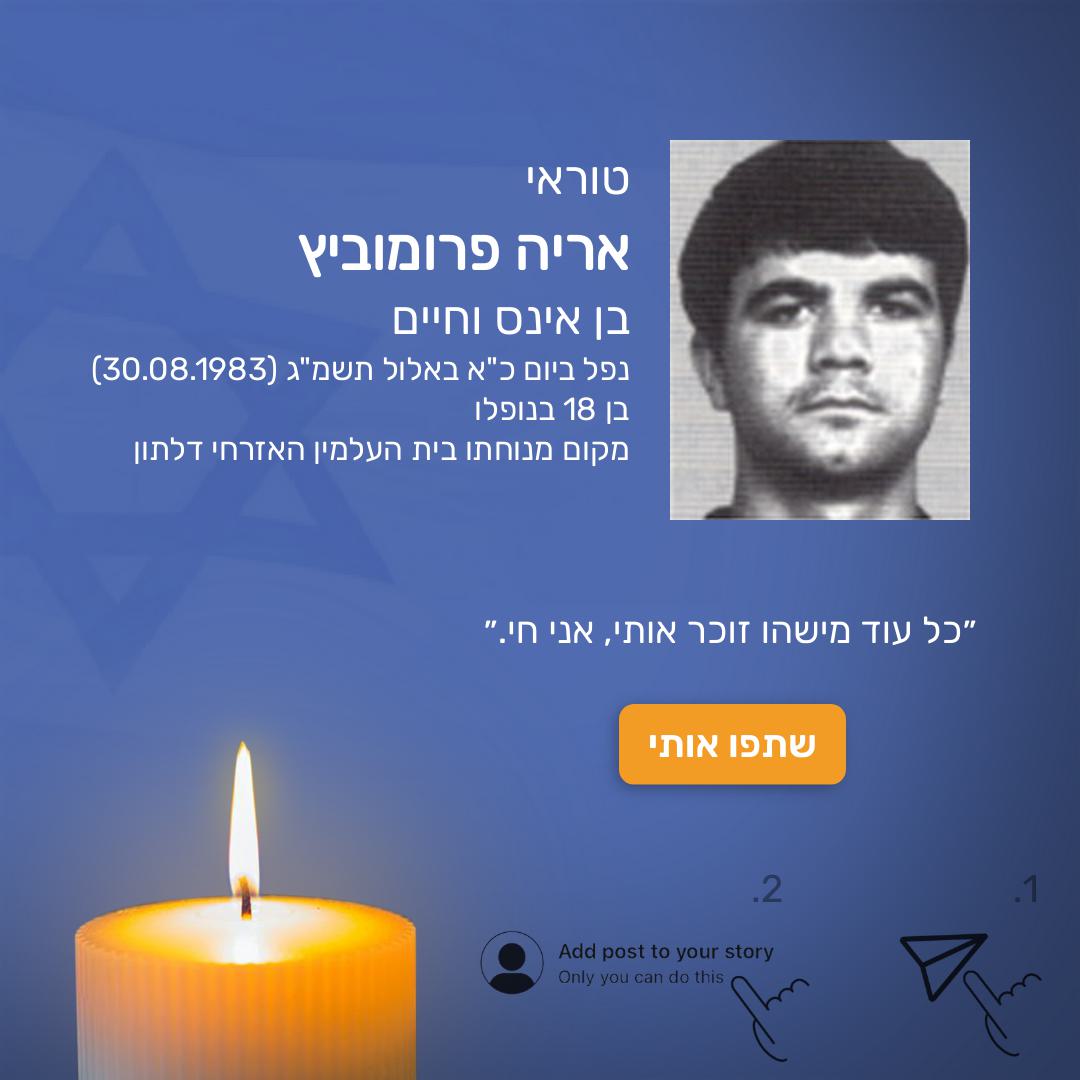 טוראי
אריה פרומוביץ
בן אינס וחיים
נפל ביום כ"א באלול תשמ"ג (30.08.1983)
בן 18 בנופלו
מקום מנוחתו בית העלמין האזרחי דלתון
״כל עוד מישהו זוכר אותי, אני חי.״
שתפו אותי
.1
.2
Add post to your story
Only you can do this